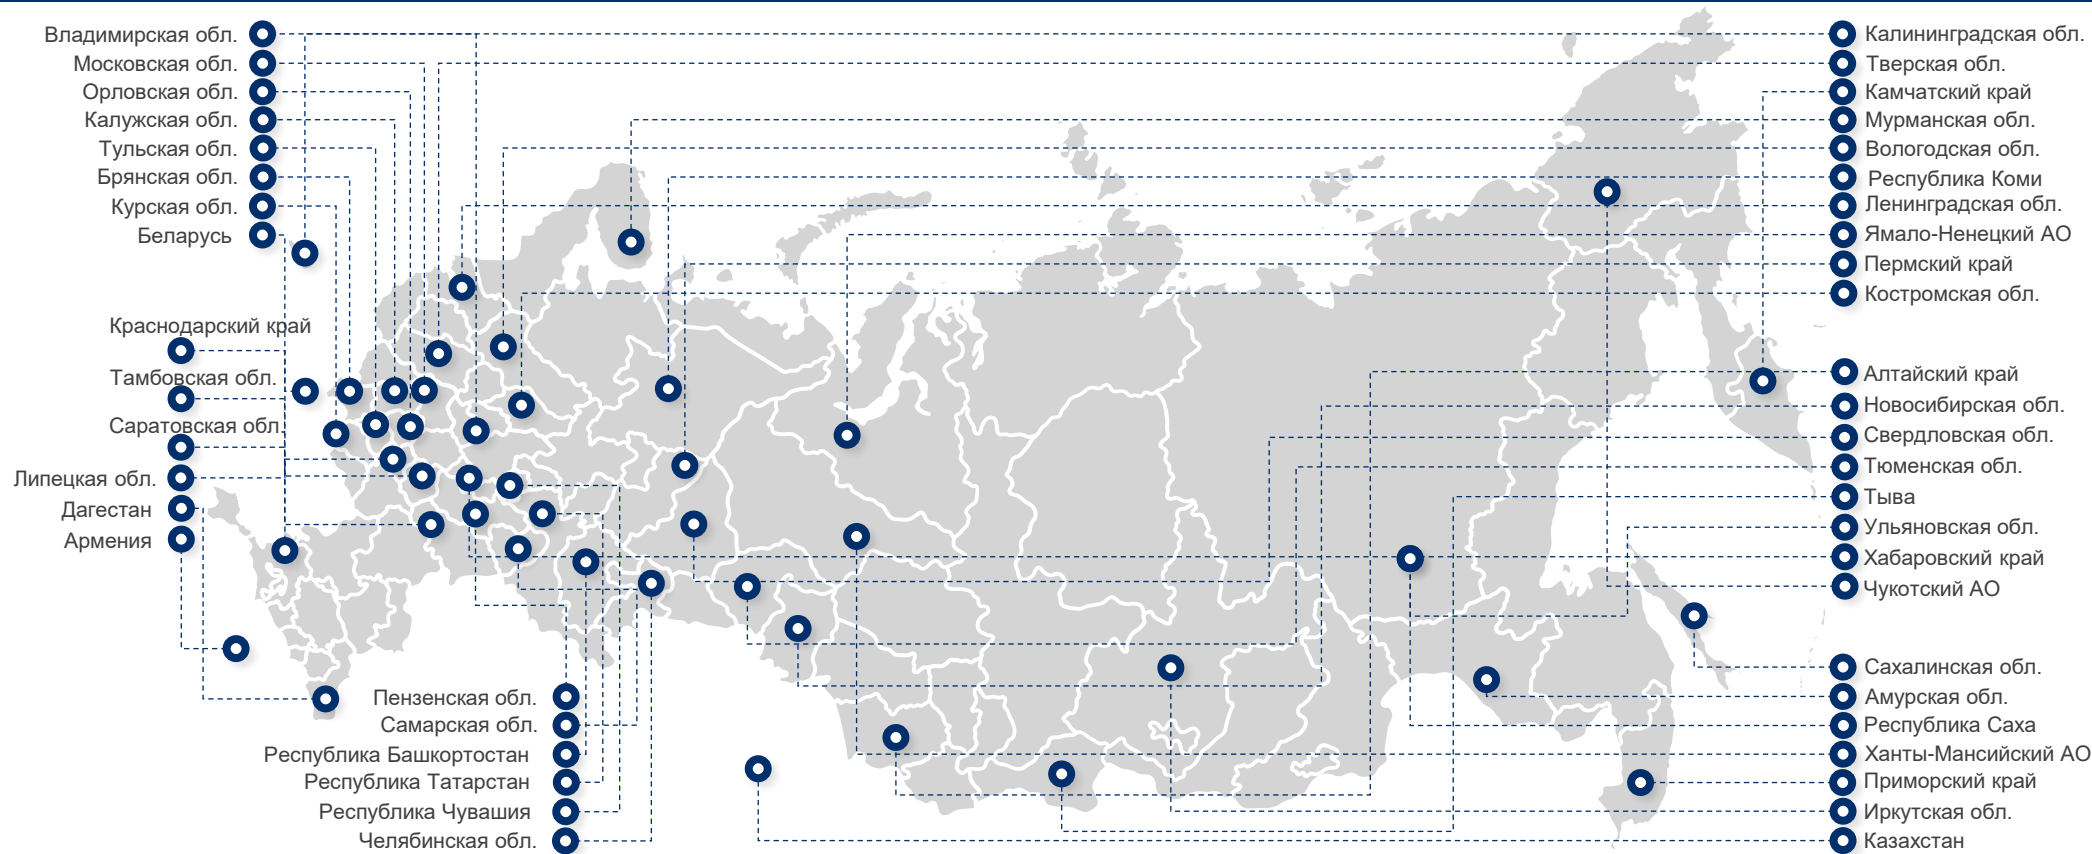 Владимирская обл.
Московская обл.
Орловская обл.
Калужская обл.
Тульская обл.
Брянская обл.
Курская обл.
Беларусь
Краснодарский край
Тамбовская обл.
Саратовская обл.
Липецкая обл.
Дагестан
Армения
Пензенская обл.
Самарская обл.
Республика Башкортостан
Республика Татарстан
Республика Чувашия
Челябинская обл.
Калининградская обл.
Тверская обл.
Камчатский край
Мурманская обл.
Вологодская обл.
Республика Коми
Ленинградская обл.
Ямало-Ненецкий АО
Пермский край
Костромская обл.
Алтайский край
Новосибирская обл.
Свердловская обл.
Тюменская обл.
Тыва
Ульяновская обл.
Хабаровский край
Чукотский АО
Сахалинская обл.
Амурская обл.
Республика Саха
Ханты-Мансийский АО
Приморский край
Иркутская обл.
Казахстан